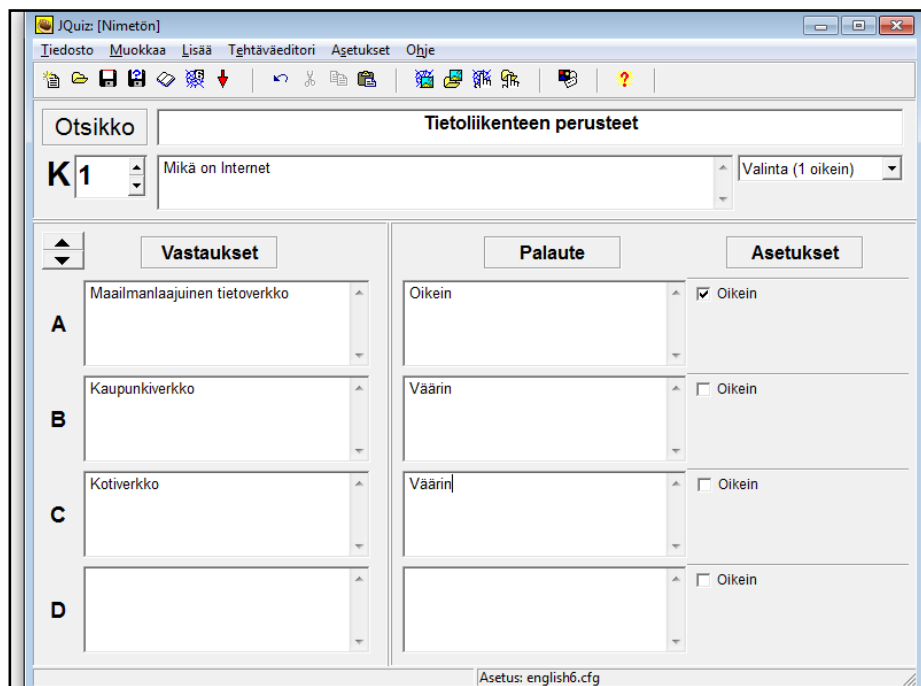 JQuiz: [Nimetön]
Tiedosto Muokkaa Lisää Tehtäväeditori Asetukset Ohje
Otsikko Tietoliikenteen perusteet
K 1 Mikä on Internet Valinta (1 oikein)
Vastaukset Palaute Asetukset
A Maailmanlaajuinen tietoverkko Oikein Oikein
B Kaupunkiverkko Väärin Oikein
C Kotiverkko Väärin Oikein
D Oikein
Asetus: english6.cfg